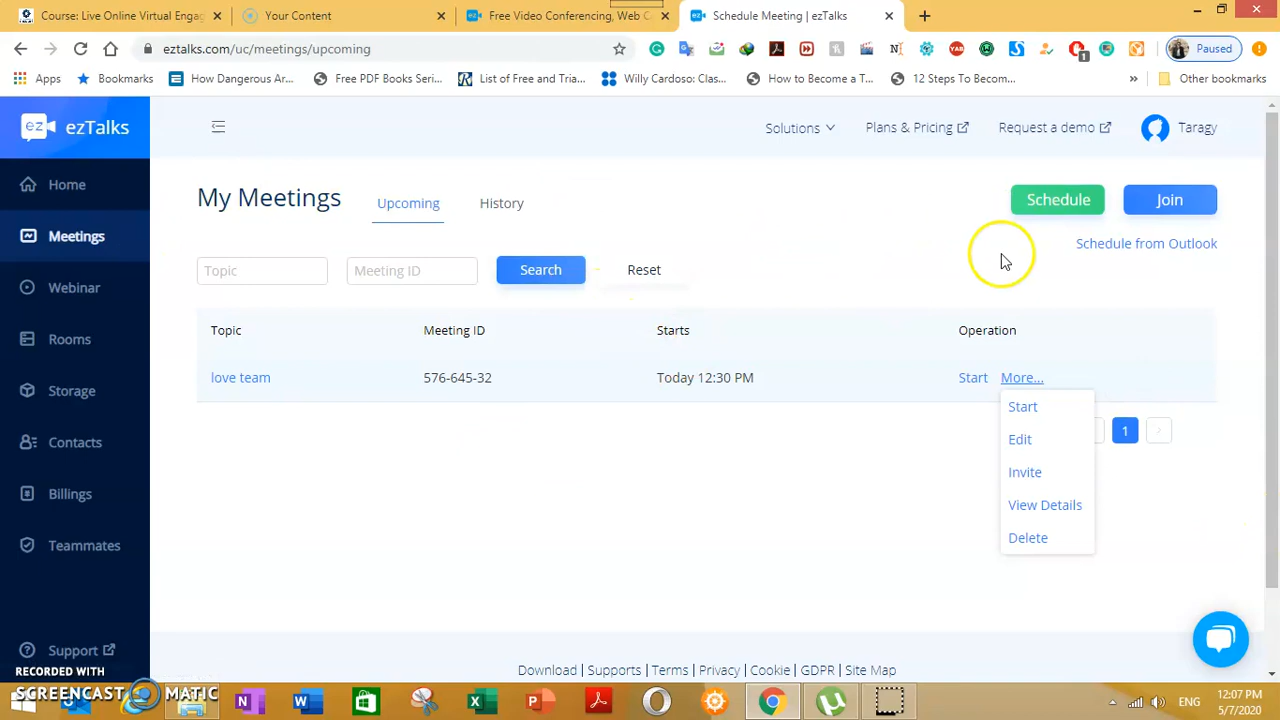 Course: Live Online Virtual Engag
Your Content
Free Video Conferencing, Web C
Schedule Meeting | ezTalks
eztalks.com/uc/meetings/upcoming
Paused
Apps
Bookmarks
How Dangerous Ar...
Free PDF Books Seri...
List of Free and Tria...
Willy Cardoso: Clas...
How to Become a T...
12 Steps To Becom...
Other bookmarks
ez ezTalks
Solutions
Plans & Pricing
Request a demo
Taragy
Home
Meetings
Webinar
Rooms
Storage
Contacts
Billings
Teammates
Support
My Meetings
Upcoming
History
Schedule
Join
Schedule from Outlook
Topic
Meeting ID
Search
Reset
Topic Meeting ID Starts Operation
love team 576-645-32 Today 12:30 PM Start More...
Start
Edit
Invite
View Details
Delete
1
Download | Supports | Terms | Privacy | Cookie | GDPR | Site Map
RECORDED WITH
SCREENCAST MATIC
ENG
12:07 PM
5/7/2020